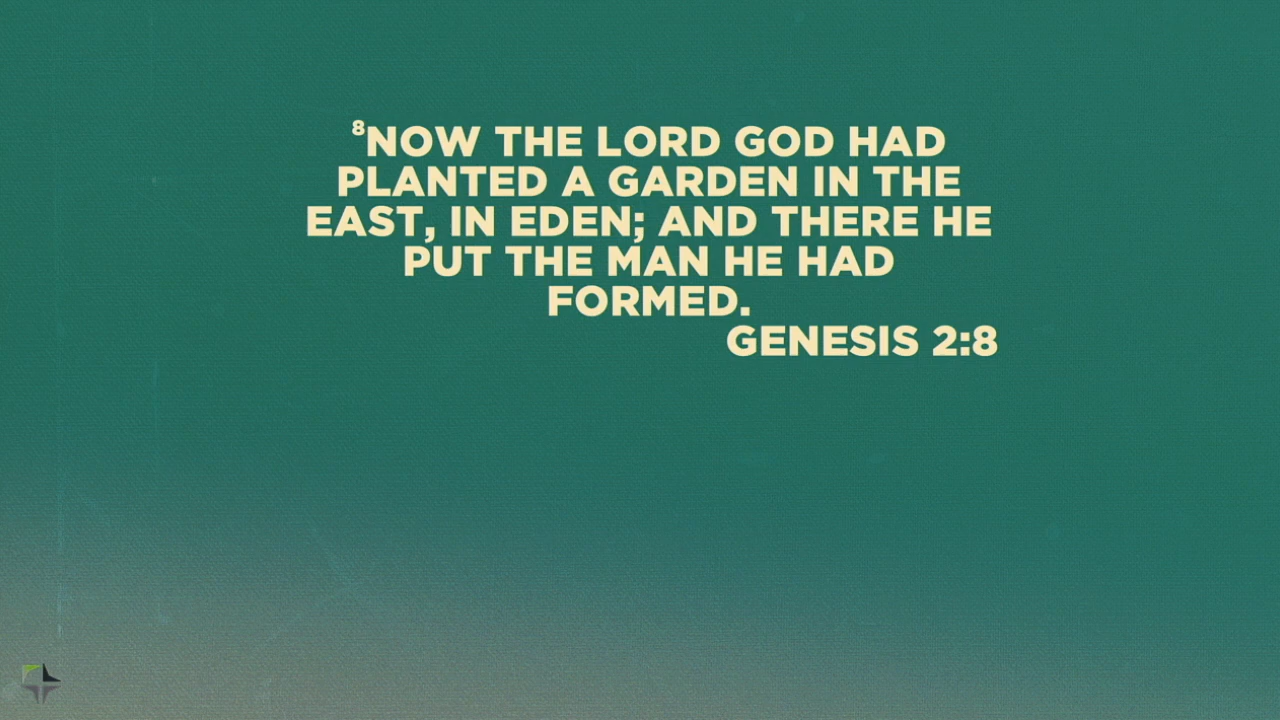 ⁸NOW THE LORD GOD HAD
PLANTED A GARDEN IN THE
EAST, IN EDEN; AND THERE HE
PUT THE MAN HE HAD
FORMED.
GENESIS 2:8